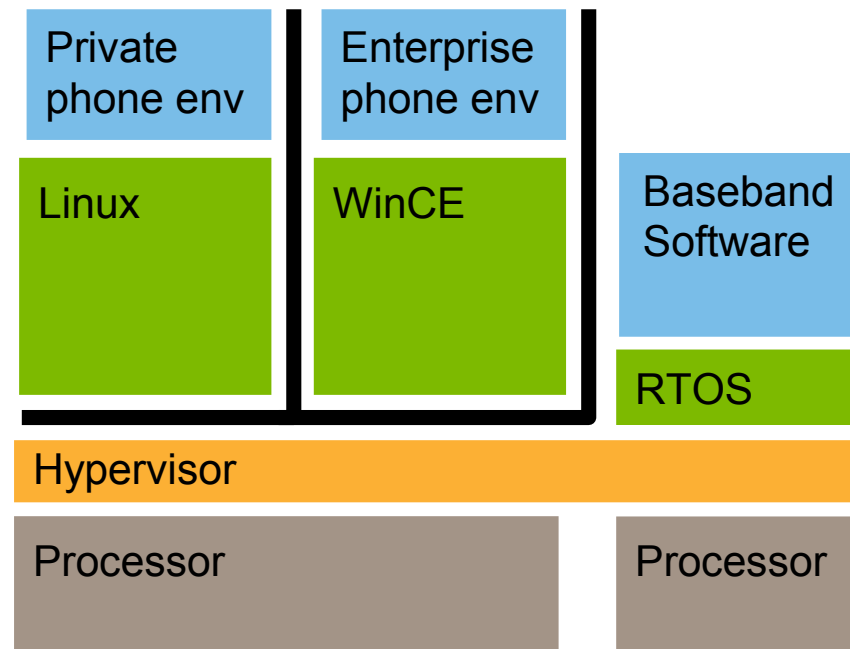 Private
phone env
Enterprise
phone env
Linux
WinCE
Baseband
Software
RTOS
Hypervisor
Processor
Processor